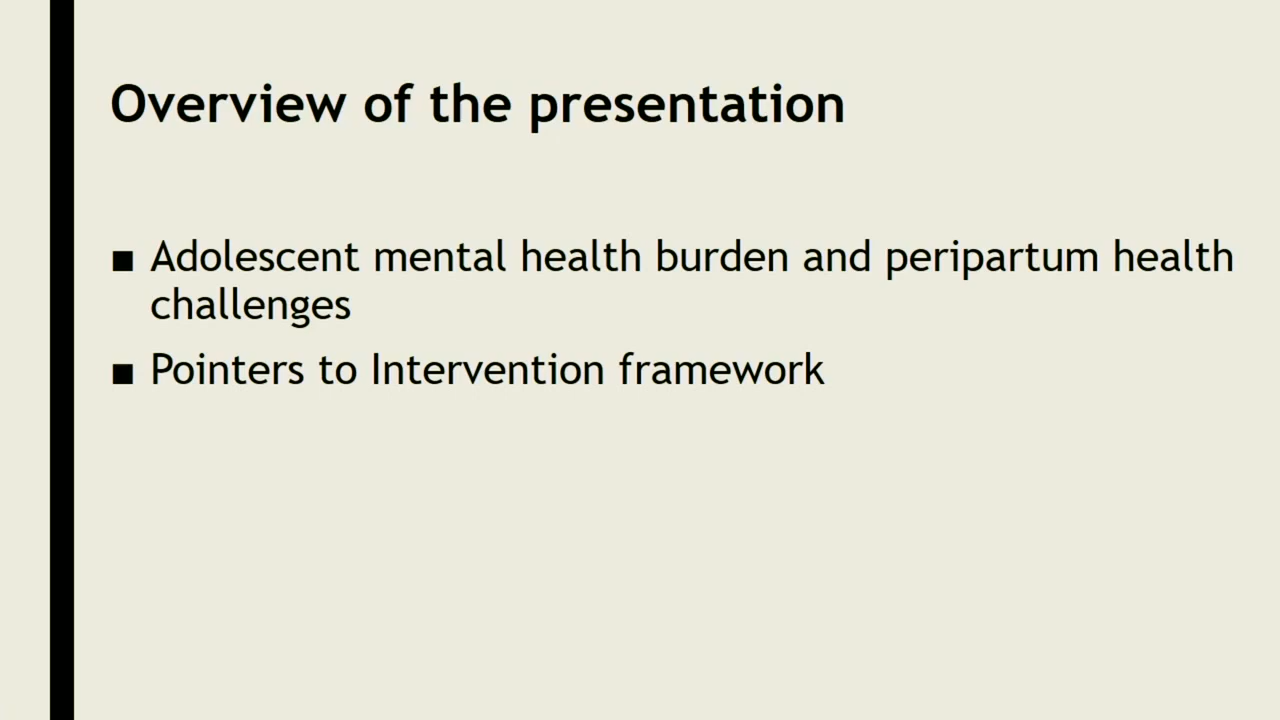 Overview of the presentation
■ Adolescent mental health burden and peripartum health
challenges
■ Pointers to Intervention framework